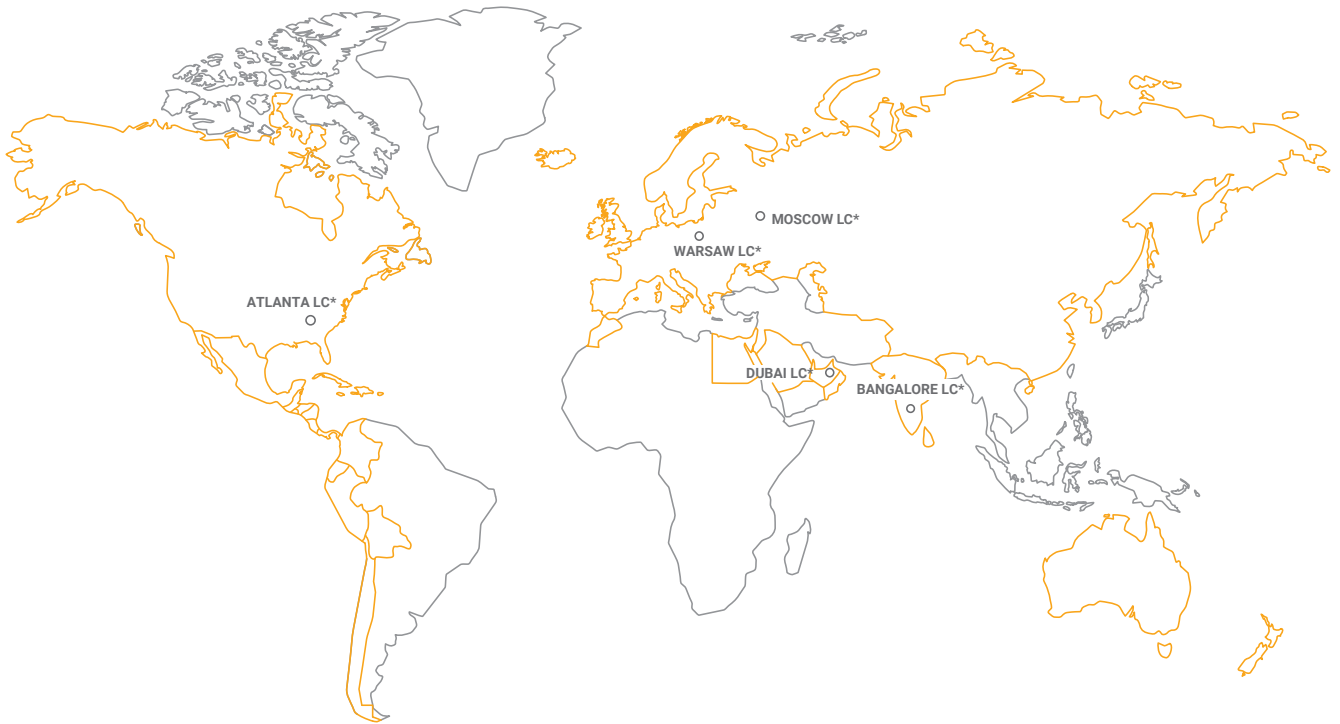 MOSCOW LC*
WARSAW LC*
ATLANTA LC*
DUBAI LC*
BANGALORE LC*